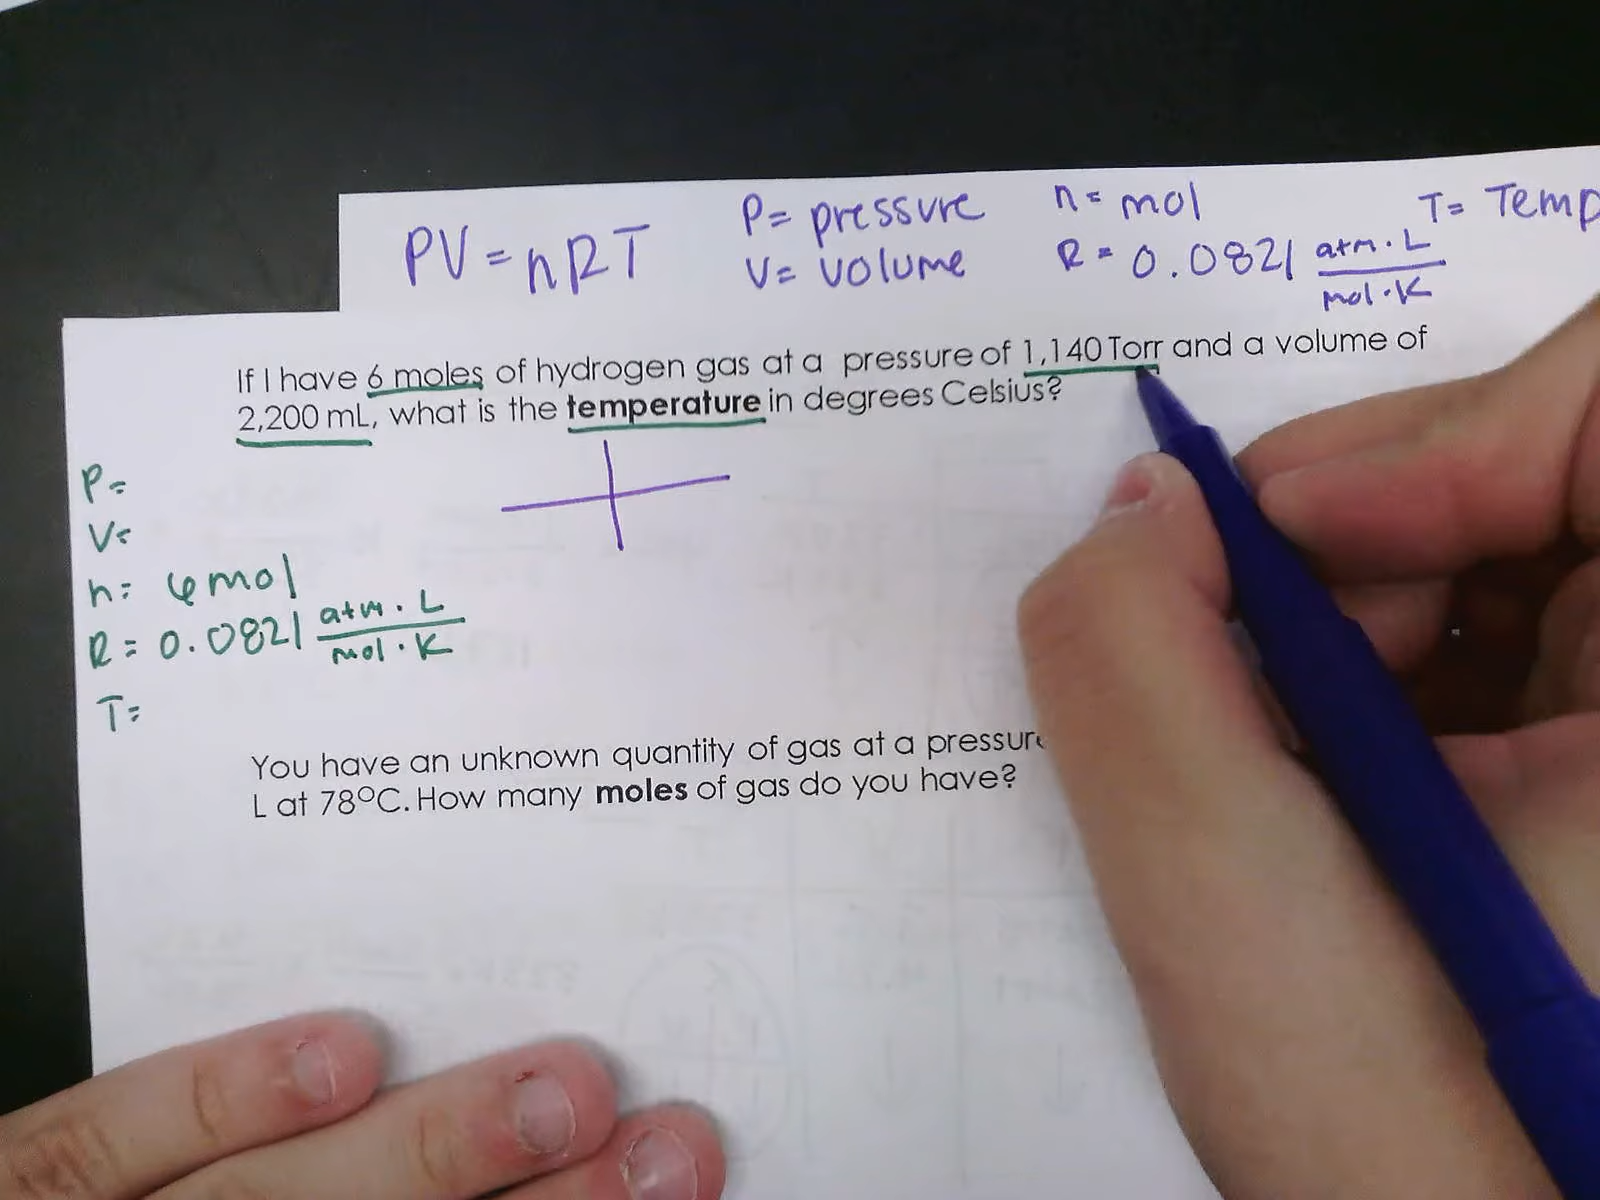 PV = nRT
P= pressure
V= volume
n= mol
R= 0.0821 atm·L
mol·K
T= Temp
If I have 6 moles of hydrogen gas at a pressure of 1,140 Torr and a volume of
2,200 mL, what is the temperature in degrees Celsius?
P=
V=
n= 6mol
R= 0.0821 atm·L
mol·K
T=
You have an unknown quantity of gas at a
L at 78°C. How many moles of gas do you have?